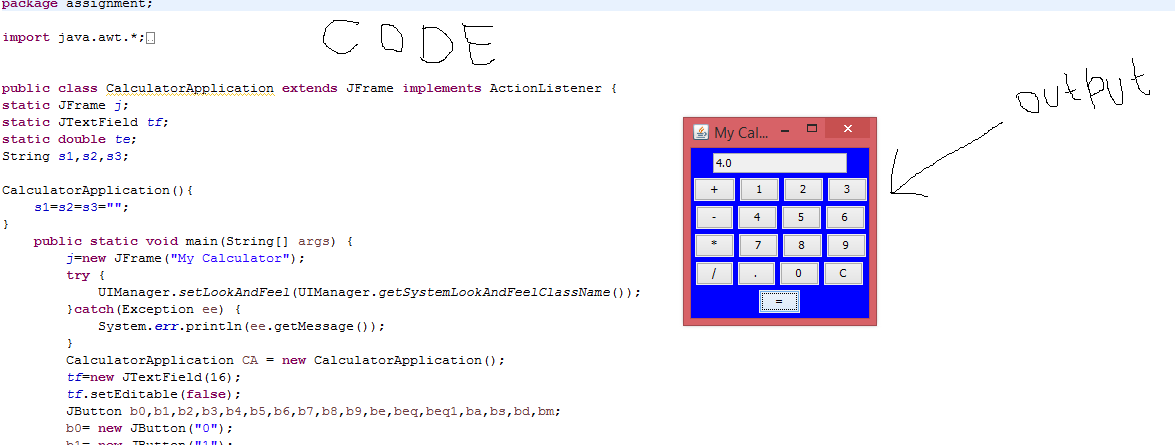 package assignment;
import java.awt.*;
CODE
public class CalculatorApplication extends JFrame implements ActionListener {
static JFrame j;
static JTextField tf;
static double te;
String s1,s2,s3;
CalculatorApplication(){
s1=s2=s3="";
}
public static void main(String[] args) {
j=new JFrame("My Calculator");
try {
UIManager.setLookAndFeel(UIManager.getSystemLookAndFeelClassName());
}catch(Exception ee) {
System.err.println(ee.getMessage());
}
CalculatorApplication CA = new CalculatorApplication();
tf=new JTextField(16);
tf.setEditable(false);
JButton b0,b1,b2,b3,b4,b5,b6,b7,b8,b9,be,beq,beq1,ba,bs,bd,bm;
b0= new JButton("0");
b1= new JButton("1");
output
My Cal...
4.0
+ 1 2 3
- 4 5 6
* 7 8 9
/ . 0 C
=